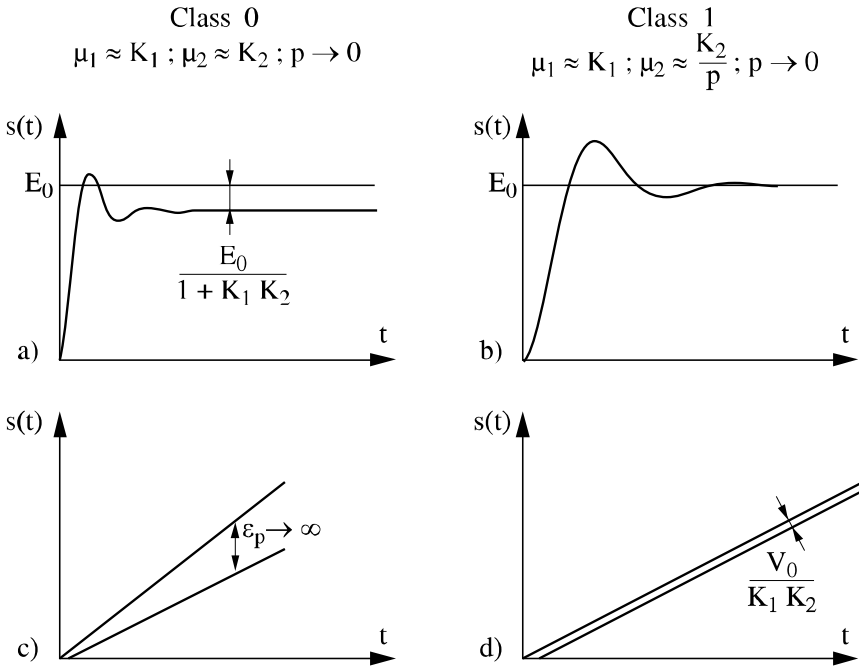 Class 0
μ₁ ≈ K₁ ; μ₂ ≈ K₂ ; p → 0
Class 1
μ₁ ≈ K₁ ; μ₂ ≈ K₂/p ; p → 0
s(t)
E₀
E₀
1 + K₁ K₂
t
a)
s(t)
E₀
t
b)
s(t)
εₚ → ∞
t
c)
s(t)
V₀
K₁ K₂
t
d)